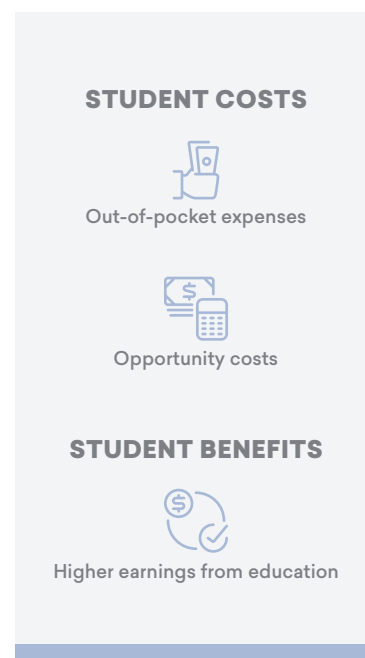 STUDENT COSTS
Out-of-pocket expenses
Opportunity costs
STUDENT BENEFITS
Higher earnings from education